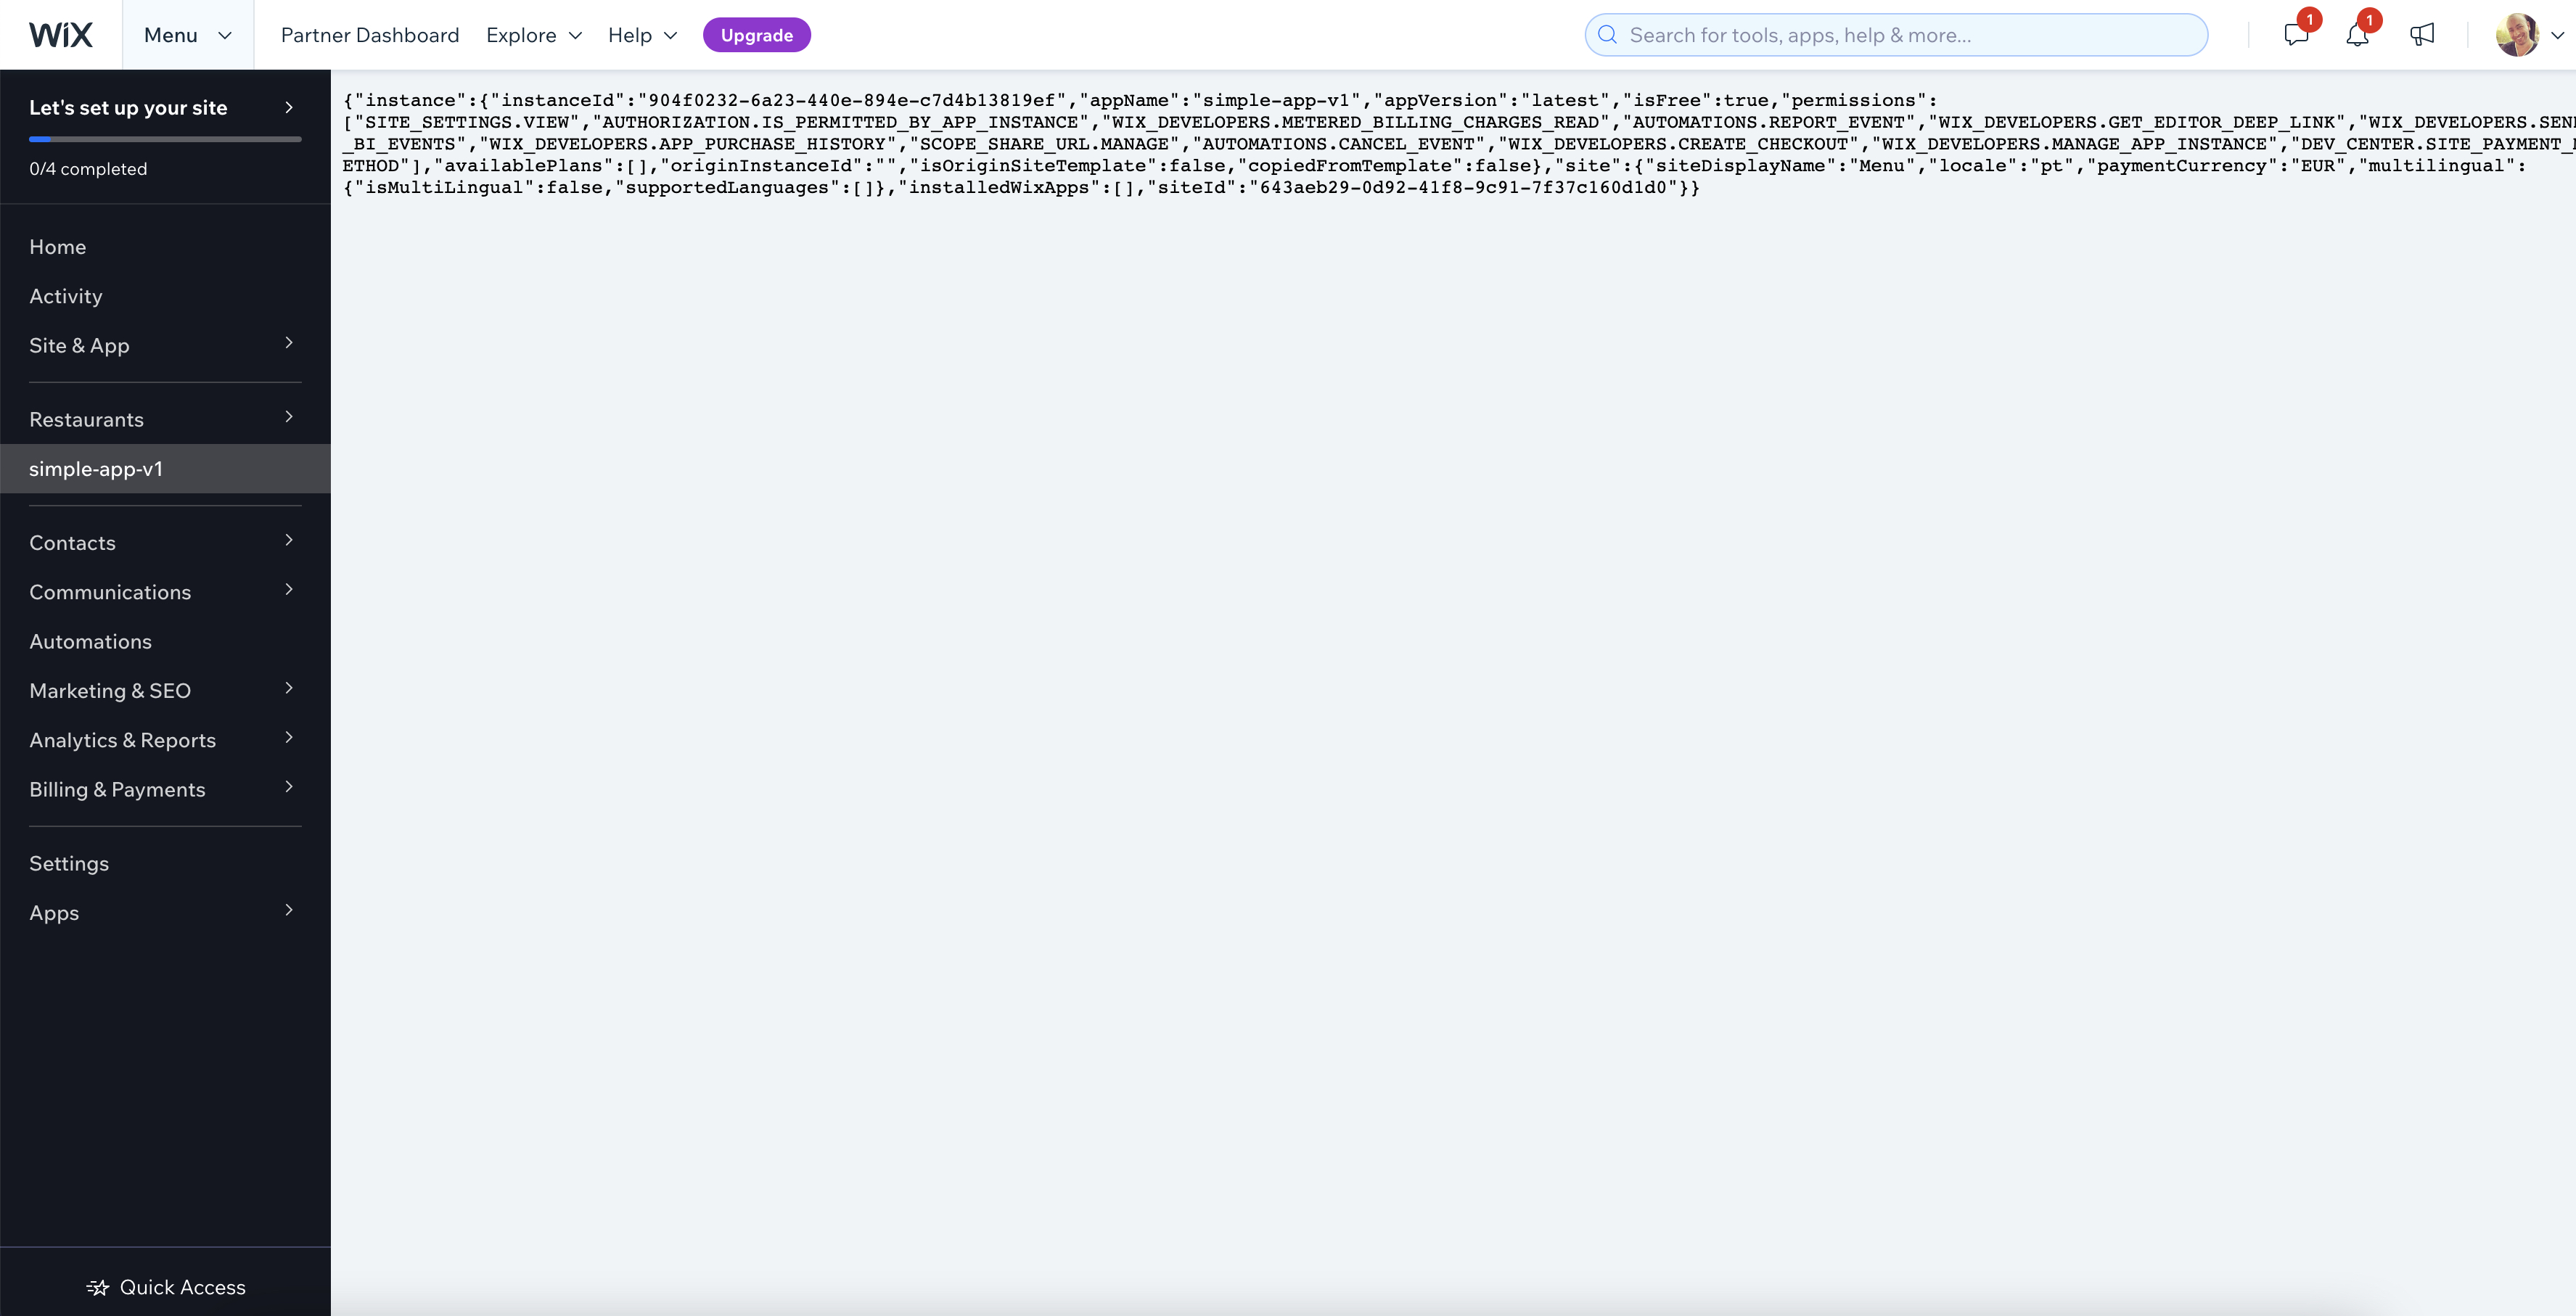 WiX Menu Partner Dashboard Explore Help Upgrade Search for tools, apps, help & more... 1 1
Let's set up your site
0/4 completed
Home
Activity
Site & App
Restaurants
simple-app-v1
Contacts
Communications
Automations
Marketing & SEO
Analytics & Reports
Billing & Payments
Settings
Apps
Quick Access
{"instance":{"instanceId":"904f0232-6a23-440e-894e-c7d4b13819ef","appName":"simple-app-v1","appVersion":"latest","isFree":true,"permissions":
["SITE_SETTINGS.VIEW","AUTHORIZATION.IS_PERMITTED_BY_APP_INSTANCE","WIX_DEVELOPERS.METERED_BILLING_CHARGES_READ","AUTOMATIONS.REPORT_EVENT","WIX_DEVELOPERS.GET_EDITOR_DEEP_LINK","WIX_DEVELOPERS.SEN
_BI_EVENTS","WIX_DEVELOPERS.APP_PURCHASE_HISTORY","SCOPE_SHARE_URL.MANAGE","AUTOMATIONS.CANCEL_EVENT","WIX_DEVELOPERS.CREATE_CHECKOUT","WIX_DEVELOPERS.MANAGE_APP_INSTANCE","DEV_CENTER.SITE_PAYMENT_
ETHOD"],"availablePlans":[],"originInstanceId":"","isOriginSiteTemplate":false,"copiedFromTemplate":false},"site":{"siteDisplayName":"Menu","locale":"pt","paymentCurrency":"EUR","multilingual":
{"isMultiLingual":false,"supportedLanguages":[]},"installedWixApps":[],"siteId":"643aeb29-0d92-41f8-9c91-7f37c160d1d0"}}